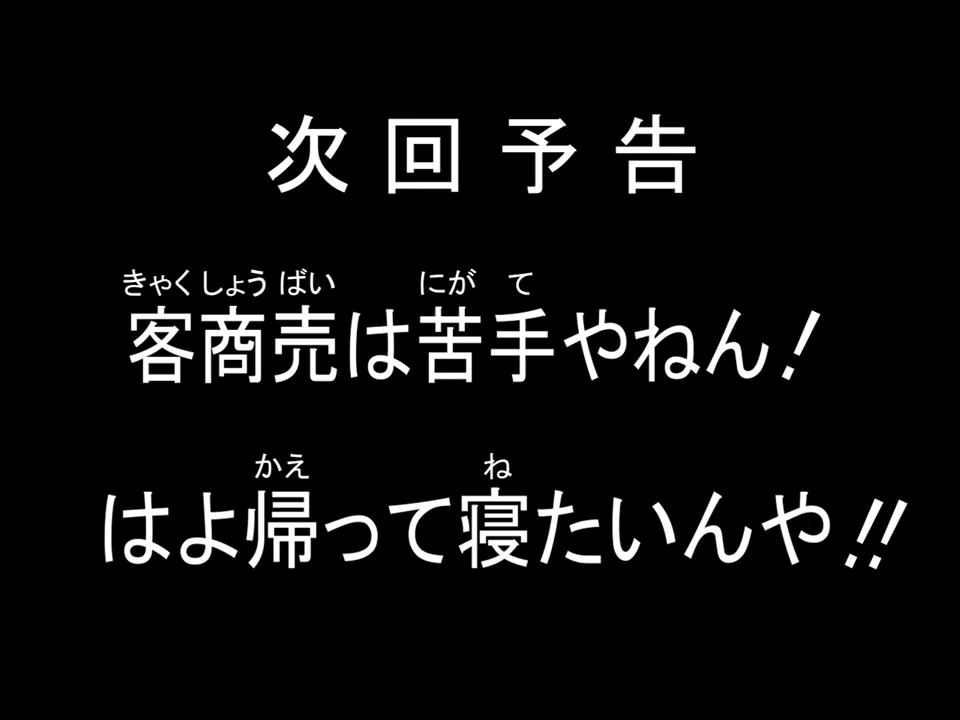 次回予告
きゃくしょうばい にがて
客商売は苦手やねん!
かえ ね
はよ帰って寝たいんや!!